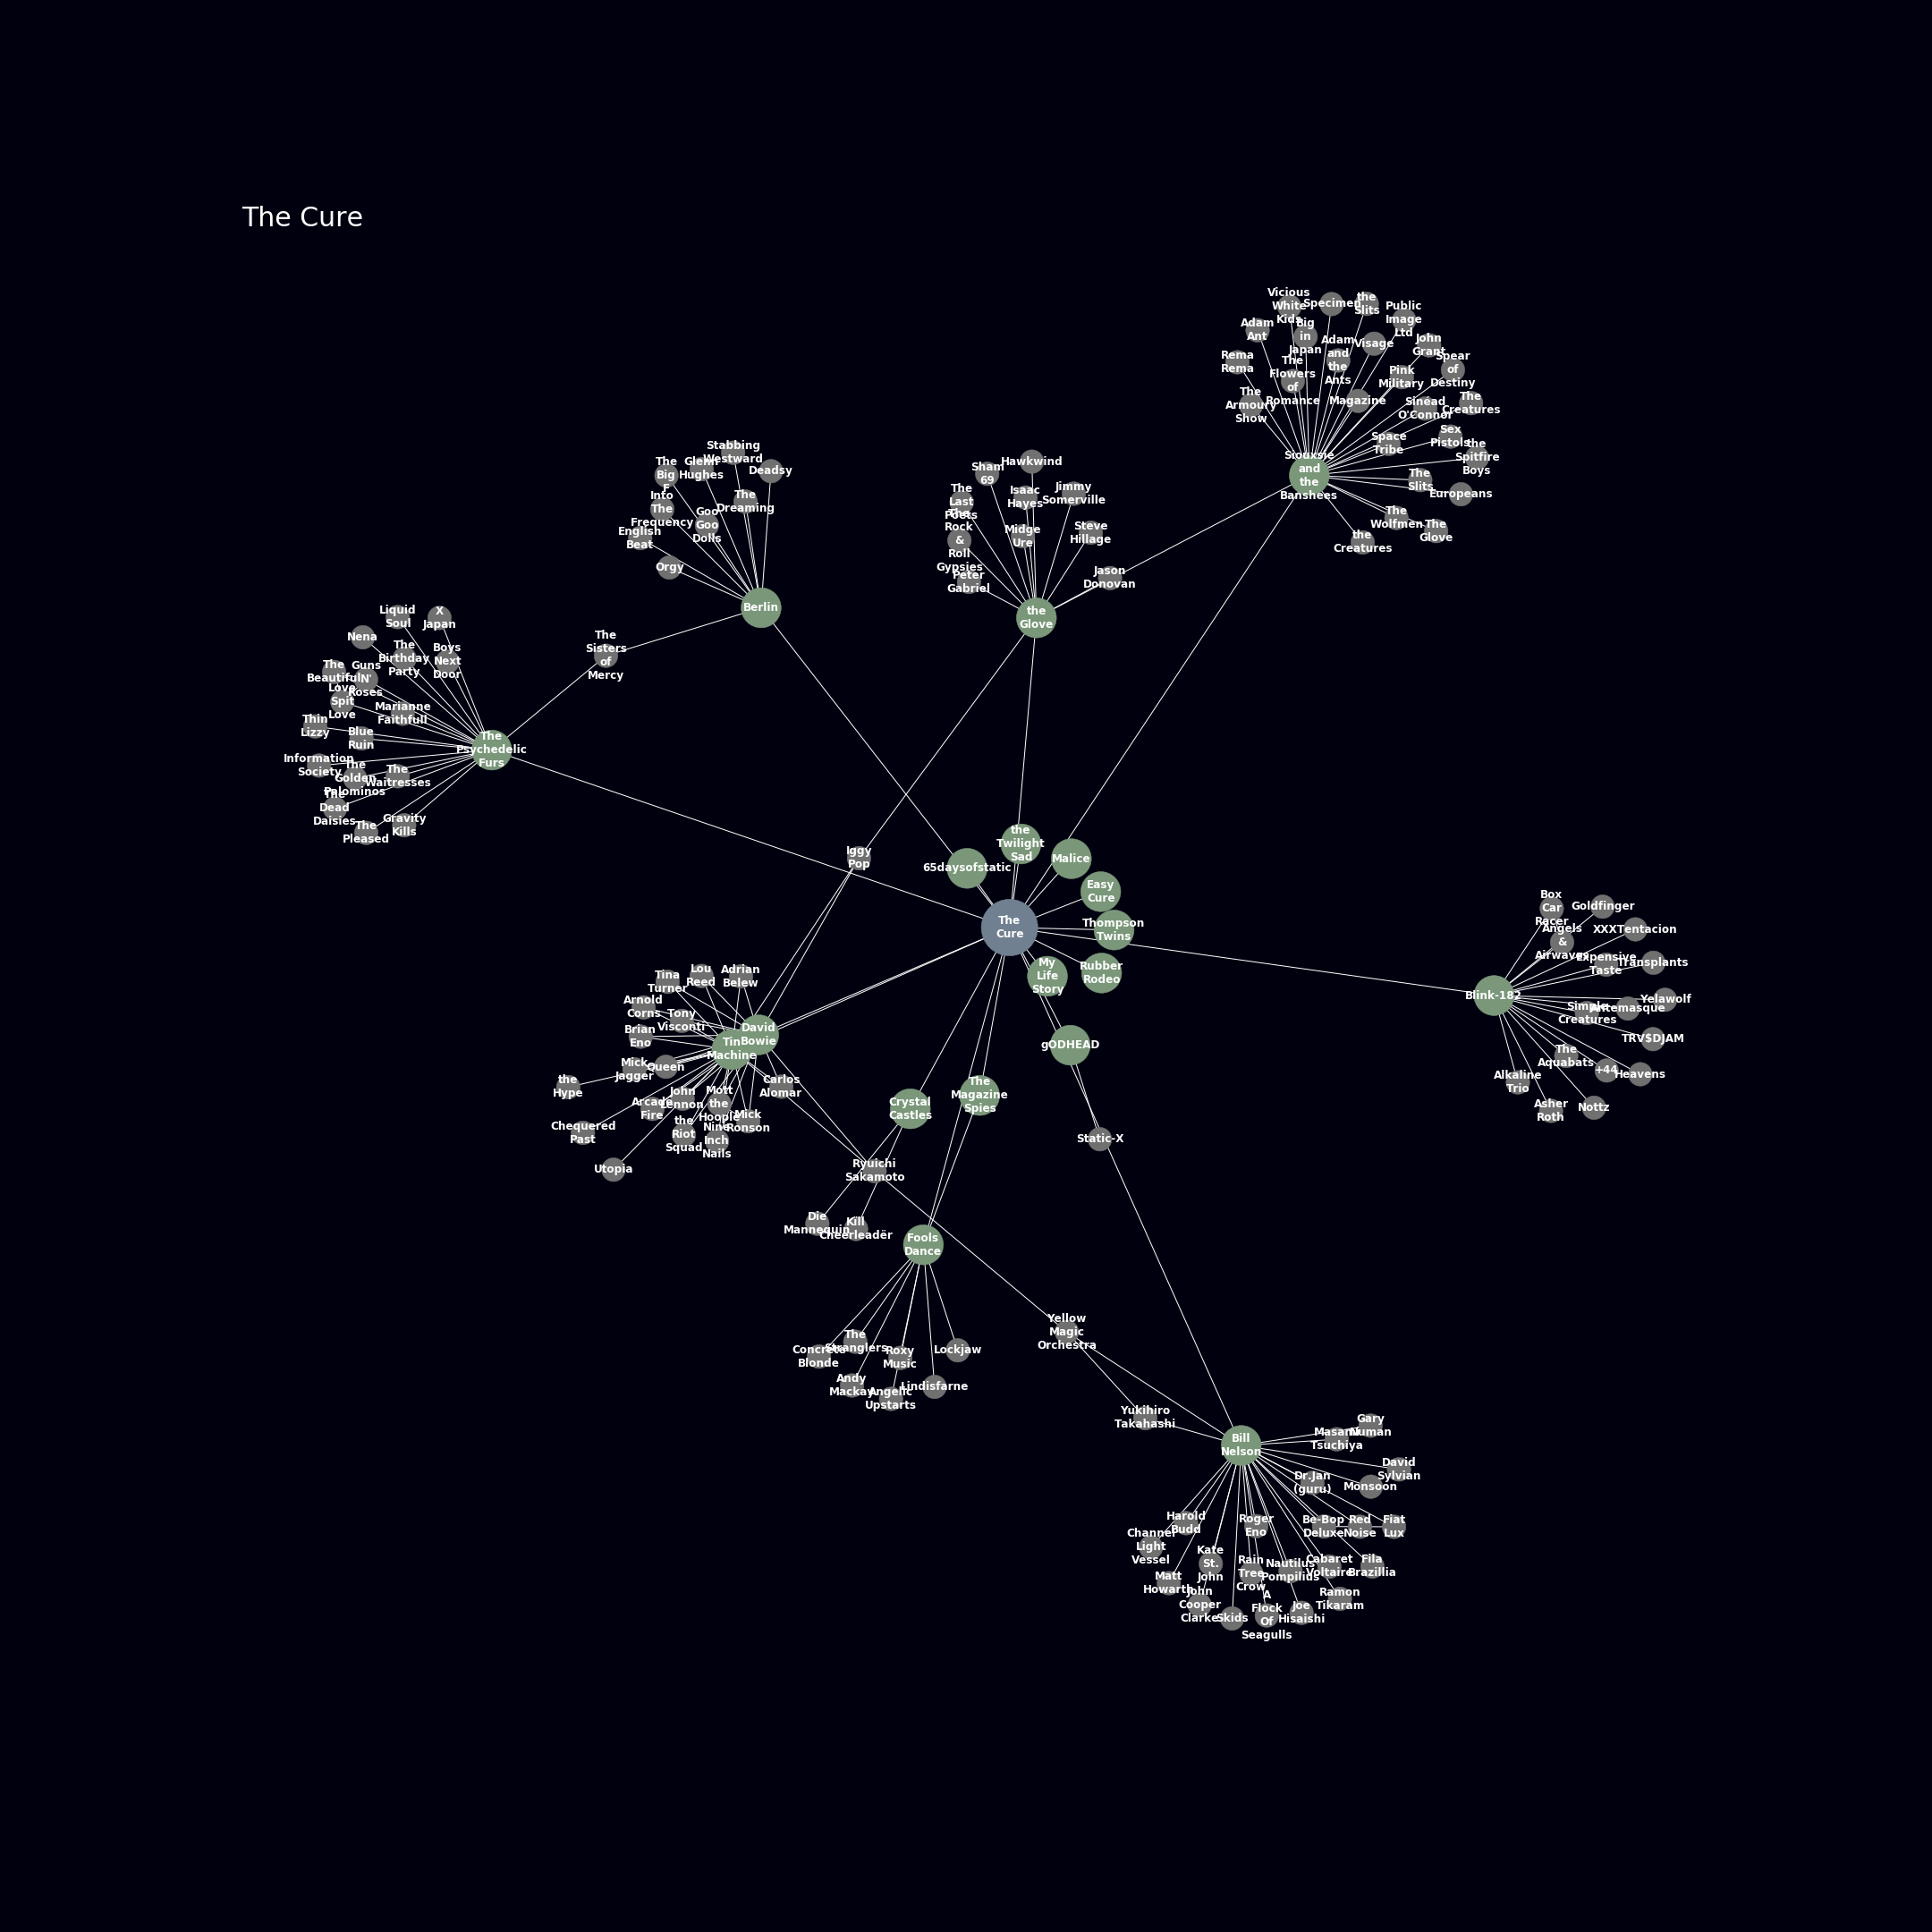 The Cure
Vicious
White
Kids
Specimen
the
Slits
Public
Image
Ltd
Adam
Ant
Big
in
Japan
Adam
and
the
Ants
Visage
John
Grant
Rema
Rema
The
Flowers
of
Romance
Pink
Military
Spear
of
Destiny
The
Armoury
Show
Magazine
Sinéad
O'Connor
The
Creatures
Space
Tribe
Sex
Pistols
the
Spitfire
Boys
Siouxsie
and
the
Banshees
The
Slits
Europeans
The
Wolfmen
The
Glove
the
Creatures
Stabbing
Westward
The
Big
F
Glenn
Hughes
Deadsy
Into
The
Frequency
The
Dreaming
English
Beat
Goo
Goo
Dolls
Orgy
Berlin
Sham
69
Hawkwind
The
Last
Poets
Isaac
Hayes
Jimmy
Somerville
The
Rock
&
Roll
Gypsies
Midge
Ure
Steve
Hillage
Peter
Gabriel
Jason
Donovan
the
Glove
The
Sisters
of
Mercy
Liquid
Soul
X
Japan
Nena
The
Birthday
Party
Boys
Next
Door
The
Beautiful
Guns
N'
Roses
Love
Spit
Love
Marianne
Faithfull
Thin
Lizzy
Blue
Ruin
The
Psychedelic
Furs
Information
Society
The
Golden
Palominos
The
Waitresses
The
Dead
Daisies
The
Pleased
Gravity
Kills
Iggy
Pop
65daysofstatic
the
Twilight
Sad
Malice
Easy
Cure
The
Cure
Thompson
Twins
My
Life
Story
Rubber
Rodeo
gODHEAD
Box
Car
Racer
Goldfinger
Angels
&
Airwaves
XXXTentacion
Expensive
Taste
Transplants
Blink-182
Simple
Creatures
Antemasque
Yelawolf
TRV$DJAM
The
Aquabats
+44
Heavens
Alkaline
Trio
Asher
Roth
Nottz
Tina
Turner
Lou
Reed
Adrian
Belew
Arnold
Corns
Tony
Visconti
Brian
Eno
David
Bowie
Tin
Machine
Mick
Jagger
Queen
the
Hype
Carlos
Alomar
Arcade
Fire
John
Lennon
Mott
the
Hoople
Mick
Ronson
Chequered
Past
the
Riot
Squad
Nine
Inch
Nails
Utopia
Crystal
Castles
The
Magazine
Spies
Static-X
Ryuichi
Sakamoto
Die
Mannequin
Kill
Cheerleadër
Fools
Dance
Concrete
Blonde
The
Stranglers
Roxy
Music
Lockjaw
Andy
Mackay
Angelic
Upstarts
Lindisfarne
Yellow
Magic
Orchestra
Yukihiro
Takahashi
Bill
Nelson
Masami
Tsuchiya
Gary
Numan
David
Sylvian
Dr.Jan
(guru)
Monsoon
Harold
Budd
Roger
Eno
Be-Bop
Deluxe
Red
Noise
Fiat
Lux
Channel
Light
Vessel
Kate
St.
John
Rain
Tree
Crow
Nautilus
Pompilius
Cabaret
Voltaire
Fila
Brazillia
Matt
Howarth
John
Cooper
Clarke
Skids
A
Flock
Of
Seagulls
Joe
Hisaishi
Ramon
Tikaram